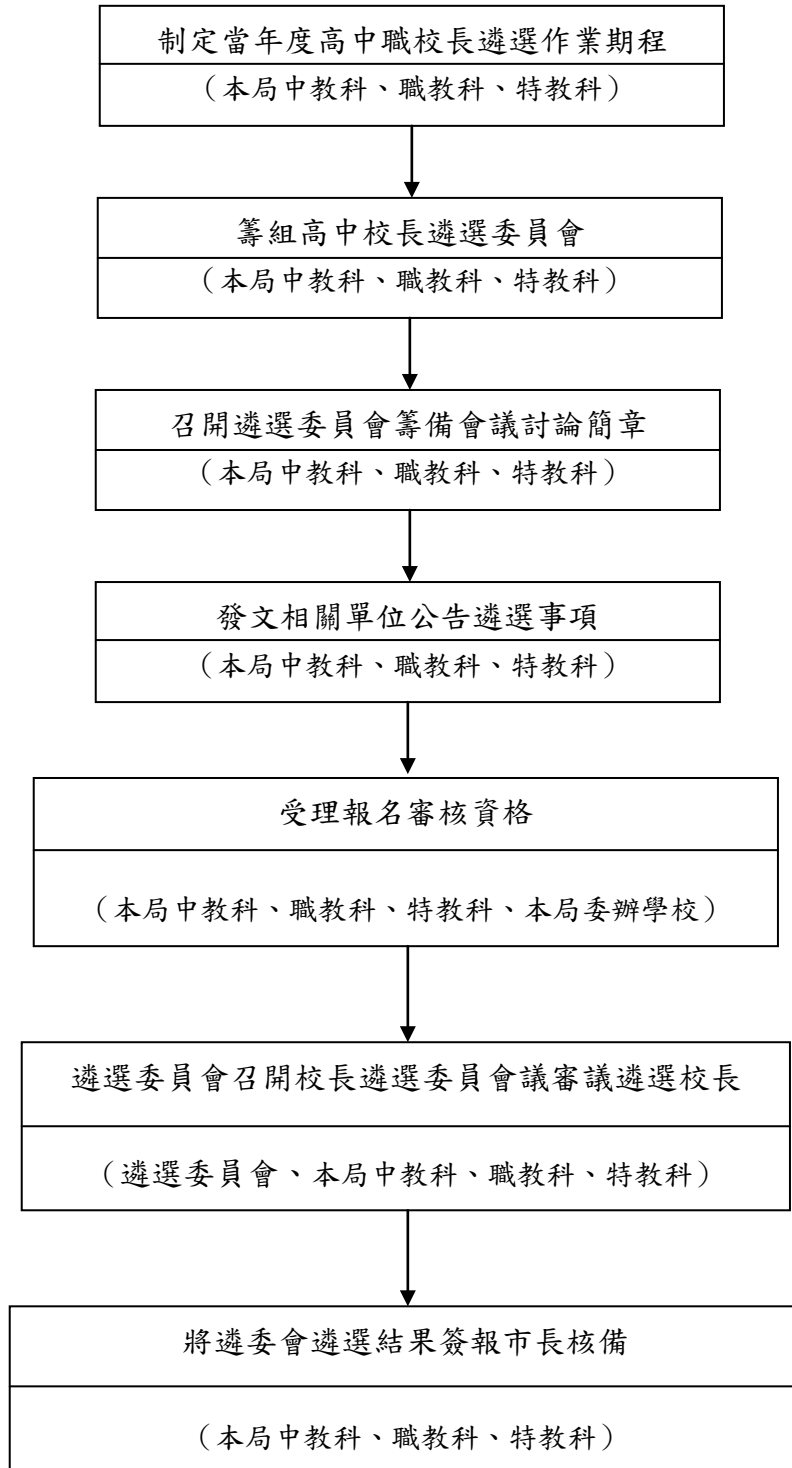 制定當年度高中職校長遴選作業期程
（本局中教科、職教科、特教科）
籌組高中校長遴選委員會
（本局中教科、職教科、特教科）
召開遴選委員會籌備會議討論簡章
（本局中教科、職教科、特教科）
發文相關單位公告遴選事項
（本局中教科、職教科、特教科）
受理報名審核資格
（本局中教科、職教科、特教科、本局委辦學校）
遴選委員會召開校長遴選委員會議審議遴選校長
（遴選委員會、本局中教科、職教科、特教科）
將遴委會遴選結果簽報市長核備
（本局中教科、職教科、特教科）